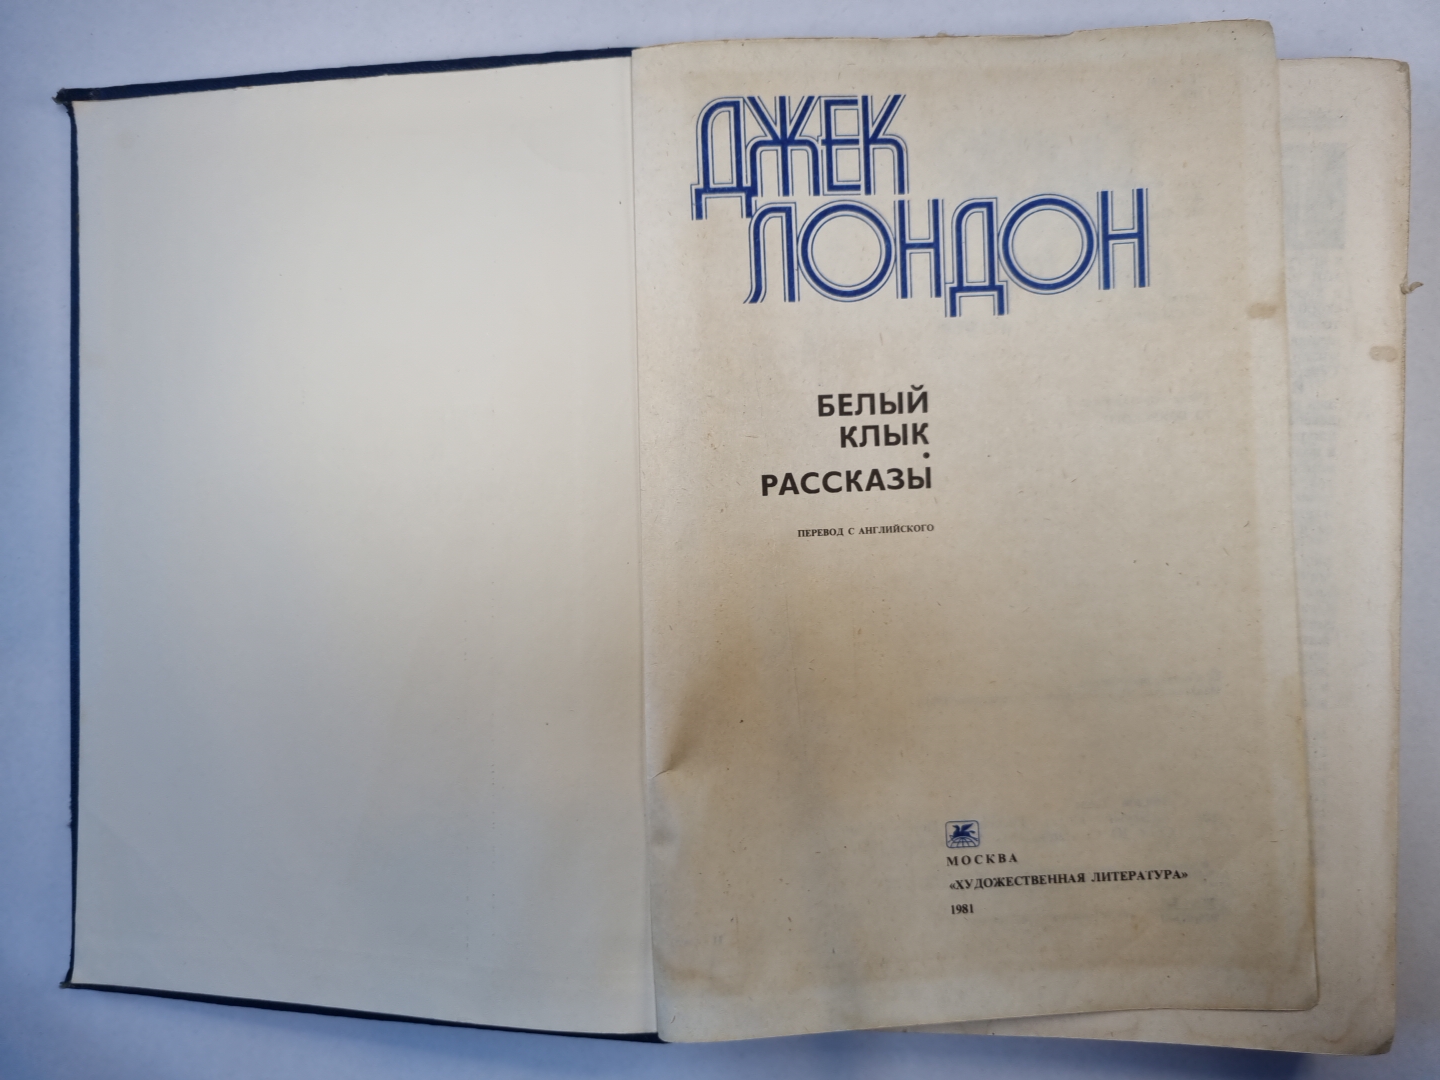 ДЖЕК
ЛОНДОН
БЕЛЫЙ
КЛЫК
•
РАССКАЗЫ
ПЕРЕВОД С АНГЛИЙСКОГО
МОСКВА
«ХУДОЖЕСТВЕННАЯ ЛИТЕРАТУРА»
1981